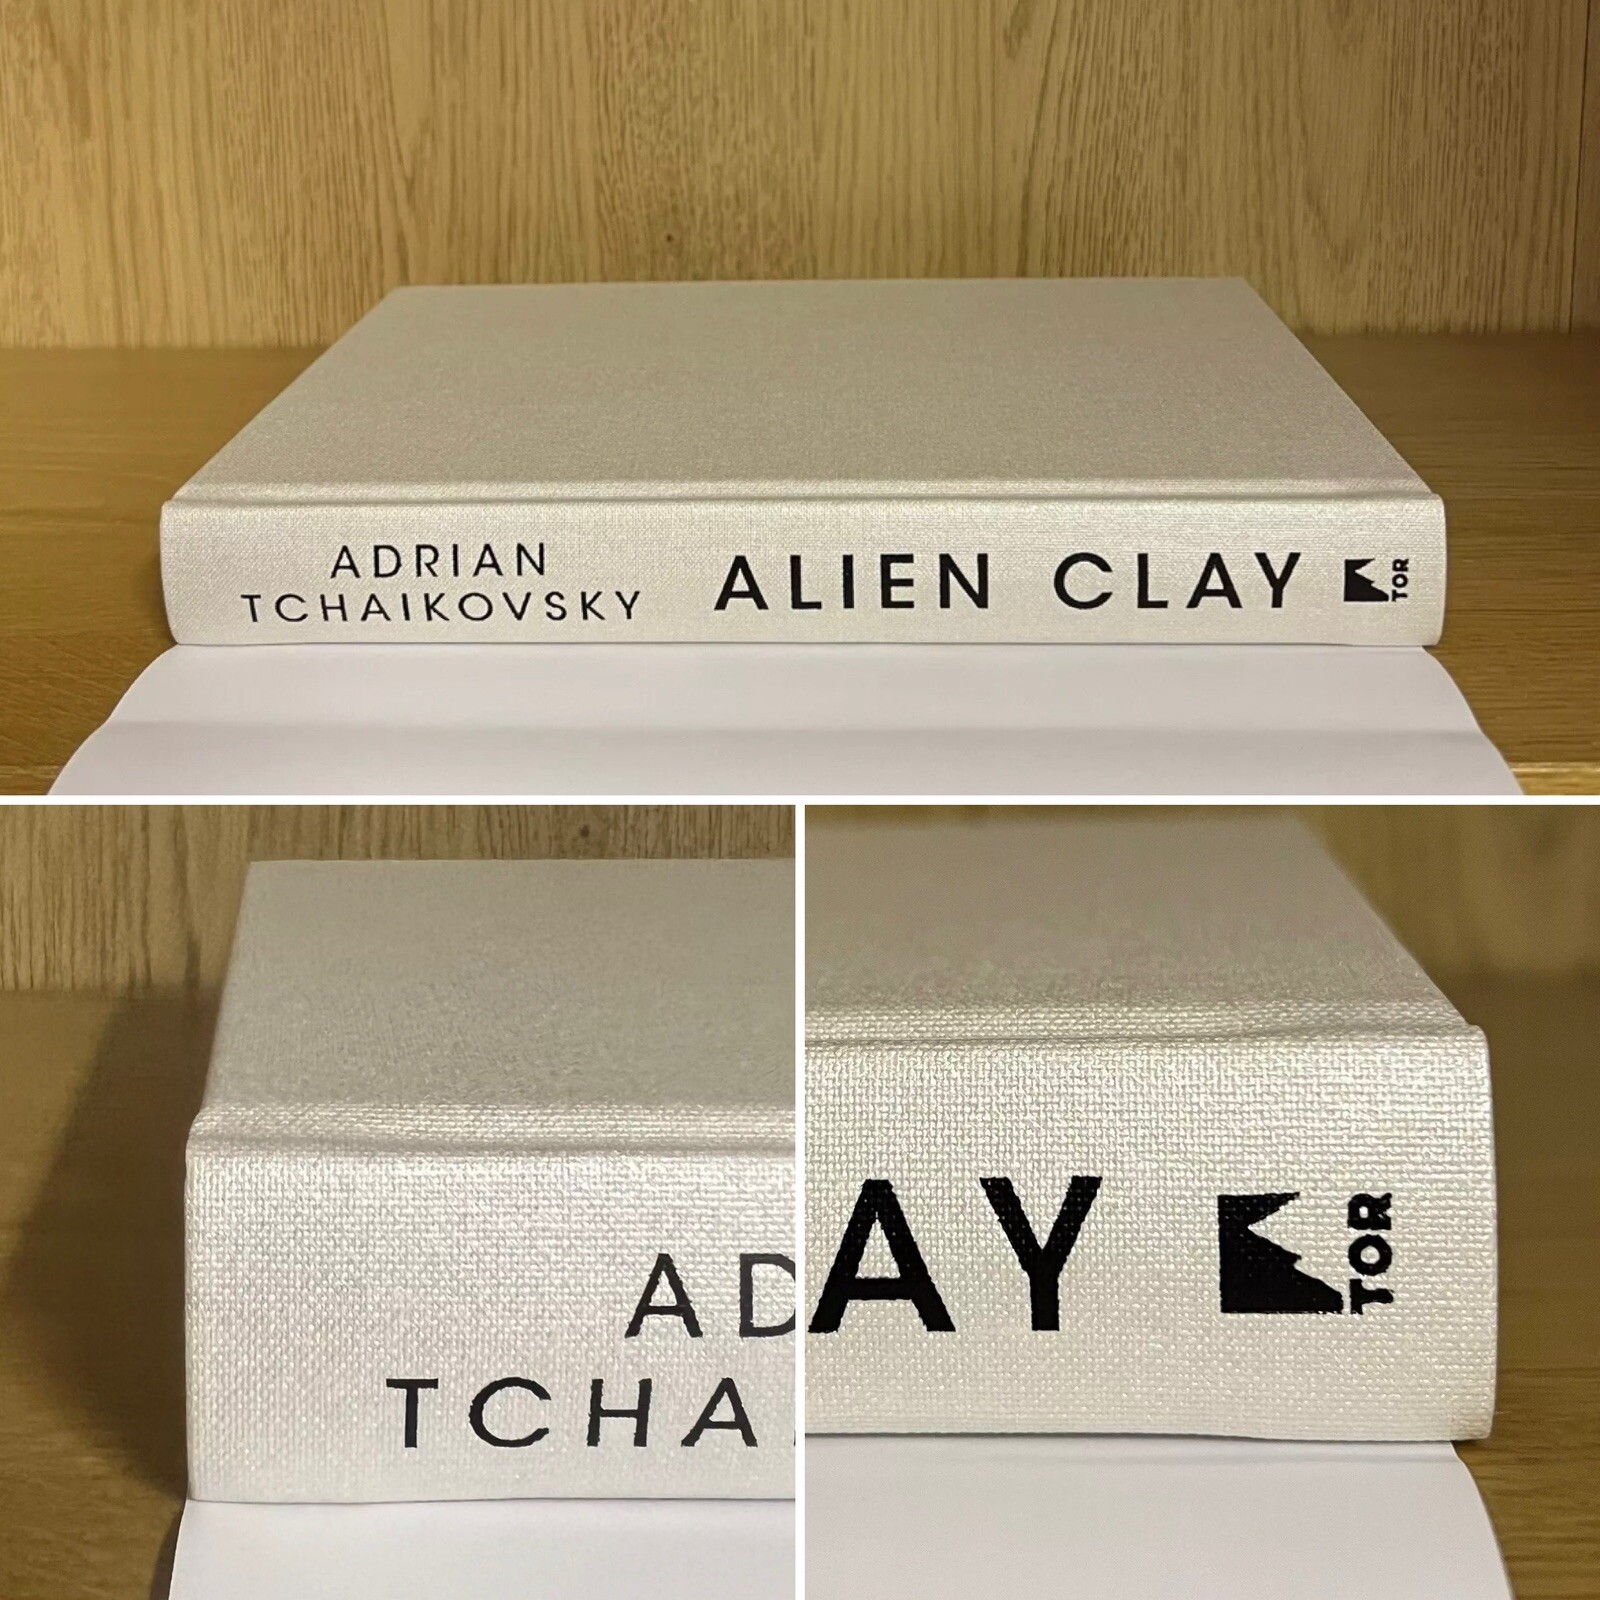 ADRIAN
TCHAIKOVSKY
ALIEN CLAY
TOR
AD
TCHA
AY
TOR